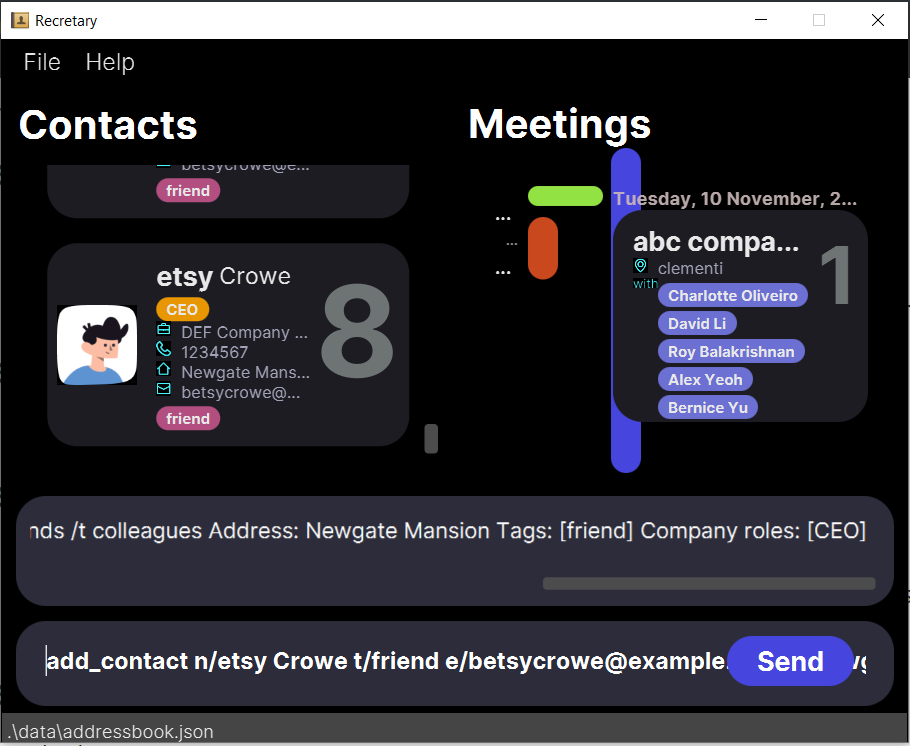 Recretary
File Help
Contacts
betsycrowe@e...
friend
etsy Crowe
CEO
DEF Company ...
1234567
Newgate Mans...
betsycrowe@...
friend
8
Meetings
...
...
...
Tuesday, 10 November, 2...
abc compa...
1
clementi
with
Charlotte Oliveiro
David Li
Roy Balakrishnan
Alex Yeoh
Bernice Yu
nds /t colleagues Address: Newgate Mansion Tags: [friend] Company roles: [CEO]
add_contact n/etsy Crowe t/friend e/betsycrowe@example.
Send
.\data\addressbook.json